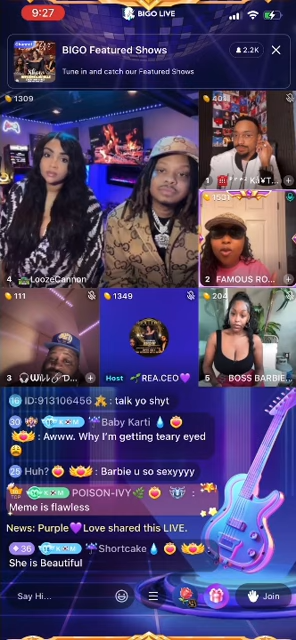 9:27
BIGO LIVE
BIGO Featured Shows
2.2K
Tune in and catch our Featured Shows
1309
1
1531
4 LoozeCannon
2 FAMOUS RO...
111
1349
204
3
Host REA.CEO
5 BOSS BARBIE...
ID:913106456 : talk yo shyt
30 K M Baby Karti
: Awww. Why I'm getting teary eyed
25 Huh? : Barbie u so sexyyyy
K M POISON-IVY :
Meme is flawless
News: Purple💜Love shared this LIVE.
36 K M Shortcake :
She is Beautiful
Say Hi...
Join